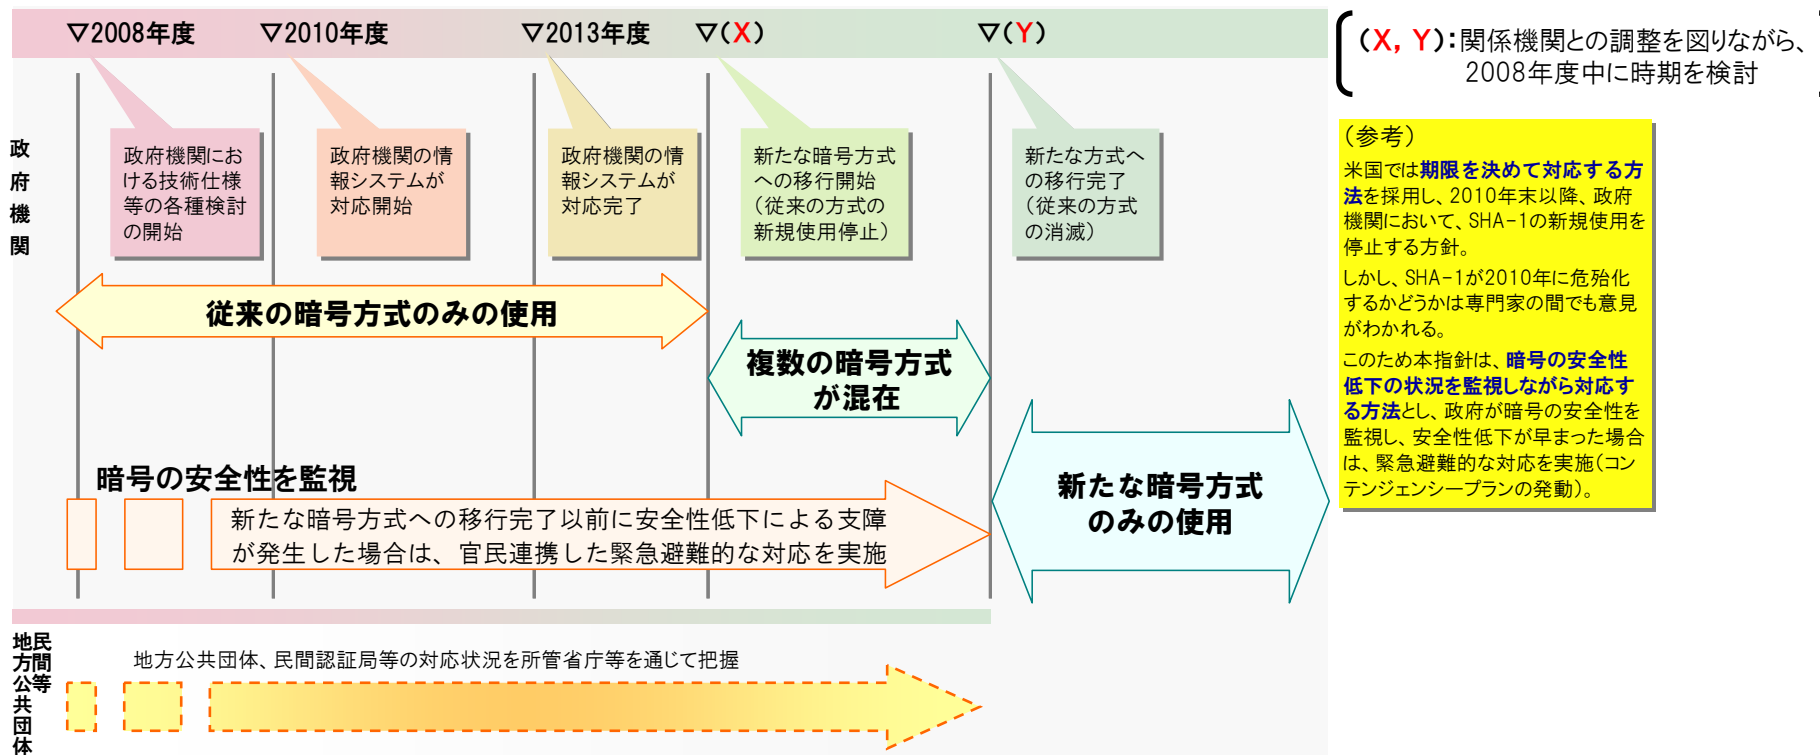 ▽2008年度
▽2010年度
▽2013年度
▽(X)
▽(Y)
(X, Y):関係機関との調整を図りながら、
2008年度中に時期を検討
政府機関
政府機関にお
ける技術仕様
等の各種検討
の開始
政府機関の情
報システムが
対応開始
政府機関の情
報システムが
対応完了
新たな暗号方式
への移行開始
(従来の方式の
新規使用停止)
新たな方式へ
の移行完了
(従来の方式
の消滅)
従来の暗号方式のみの使用
複数の暗号方式
が混在
新たな暗号方式
のみの使用
暗号の安全性を監視
新たな暗号方式への移行完了以前に安全性低下による支障
が発生した場合は、官民連携した緊急避難的な対応を実施
地方公共団体
民間等
地方公共団体、民間認証局等の対応状況を所管省庁等を通じて把握
(参考)
米国では期限を決めて対応する方
法を採用し、2010年末以降、政府
機関において、SHA-1の新規使用を
停止する方針。
しかし、SHA-1が2010年に危殆化
するかどうかは専門家の間でも意見
がわかれる。
このため本指針は、暗号の安全性
低下の状況を監視しながら対応す
る方法とし、政府が暗号の安全性を
監視し、安全性低下が早まった場合
は、緊急避難的な対応を実施(コン
テンジェンシープランの発動)。